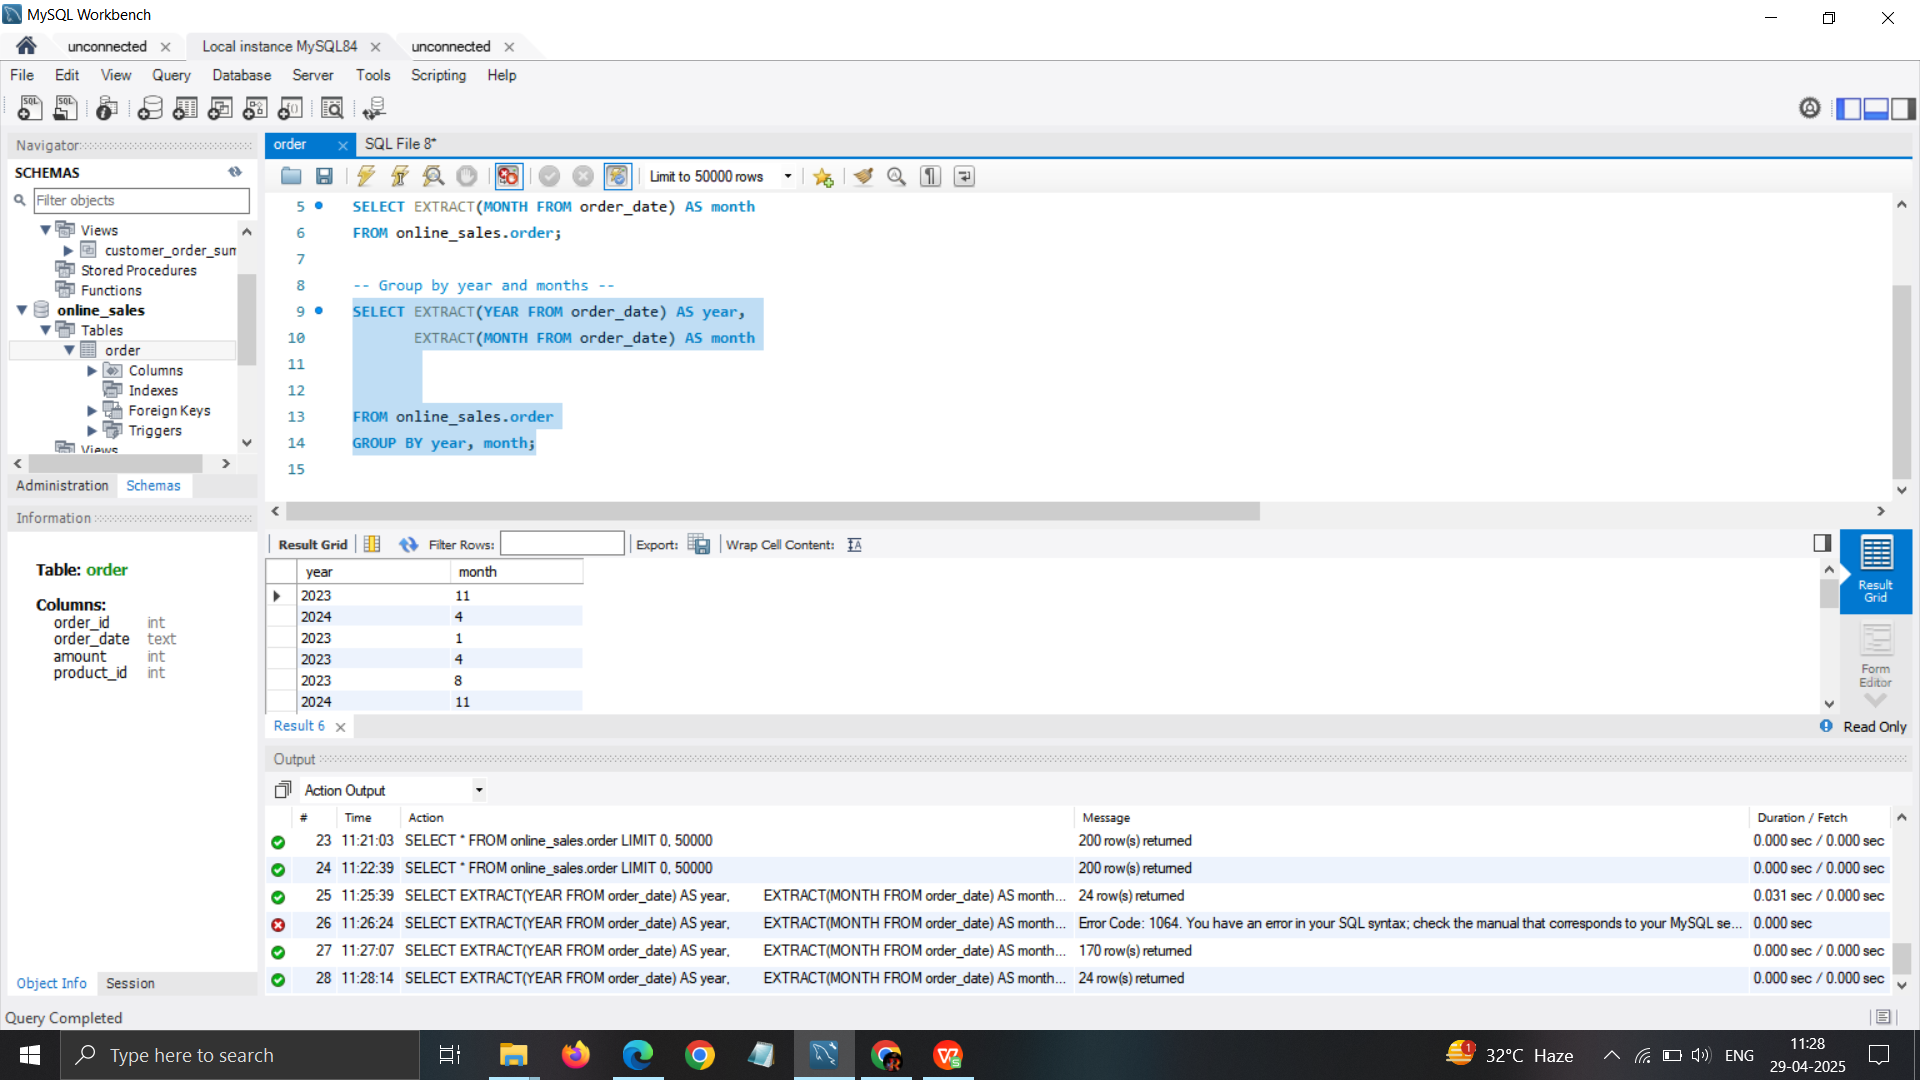 MySQL Workbench
unconnected
Local instance MySQL84
unconnected
File Edit View Query Database Server Tools Scripting Help
Navigator
SCHEMAS
Filter objects
Views
customer_order_sum
Stored Procedures
Functions
online_sales
Tables
order
Columns
Indexes
Foreign Keys
Triggers
Views
Administration Schemas
Information
Table: order
Columns:
order_id int
order_date text
amount int
product_id int
Object Info Session
order
SQL File 8*
Limit to 50000 rows
5 SELECT EXTRACT(MONTH FROM order_date) AS month
6 FROM online_sales.order;
7
8 -- Group by year and months --
9 SELECT EXTRACT(YEAR FROM order_date) AS year,
10 EXTRACT(MONTH FROM order_date) AS month
11
12
13 FROM online_sales.order
14 GROUP BY year, month;
15
Result Grid Filter Rows: Export: Wrap Cell Content:
year month
2023 11
2024 4
2023 1
2023 4
2023 8
2024 11
Result Grid
Form Editor
Result 6
Read Only
Output
Action Output
# Time Action Message Duration / Fetch
23 11:21:03 SELECT * FROM online_sales.order LIMIT 0, 50000 200 row(s) returned 0.000 sec / 0.000 sec
24 11:22:39 SELECT * FROM online_sales.order LIMIT 0, 50000 200 row(s) returned 0.000 sec / 0.000 sec
25 11:25:39 SELECT EXTRACT(YEAR FROM order_date) AS year, EXTRACT(MONTH FROM order_date) AS month... 24 row(s) returned 0.031 sec / 0.000 sec
26 11:26:24 SELECT EXTRACT(YEAR FROM order_date) AS year, EXTRACT(MONTH FROM order_date) AS month... Error Code: 1064. You have an error in your SQL syntax; check the manual that corresponds to your MySQL se... 0.000 sec
27 11:27:07 SELECT EXTRACT(YEAR FROM order_date) AS year, EXTRACT(MONTH FROM order_date) AS month... 170 row(s) returned 0.000 sec / 0.000 sec
28 11:28:14 SELECT EXTRACT(YEAR FROM order_date) AS year, EXTRACT(MONTH FROM order_date) AS month... 24 row(s) returned 0.000 sec / 0.000 sec
Query Completed
Type here to search
1
32°C Haze
ENG
11:28
29-04-2025